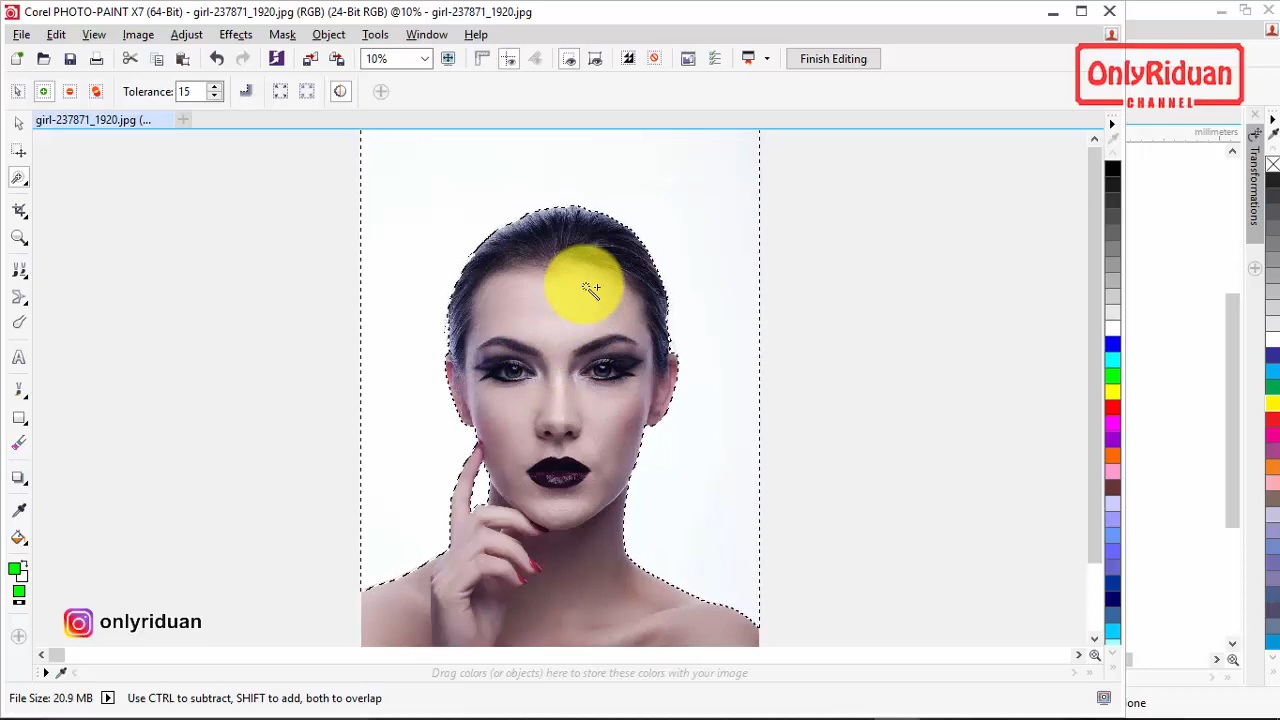 Corel PHOTO-PAINT X7 (64-Bit) - girl-237871_1920.jpg (RGB) (24-Bit RGB) @10% - girl-237871_1920.jpg
File Edit View Image Adjust Effects Mask Object Tools Window Help
10% Finish Editing
OnlyRiduan
CHANNEL
Tolerance: 15
girl-237871_1920.jpg (...
millimeters
Transformations
onlyriduan
Drag colors (or objects) here to store these colors with your image
File Size: 20.9 MB Use CTRL to subtract, SHIFT to add, both to overlap
one